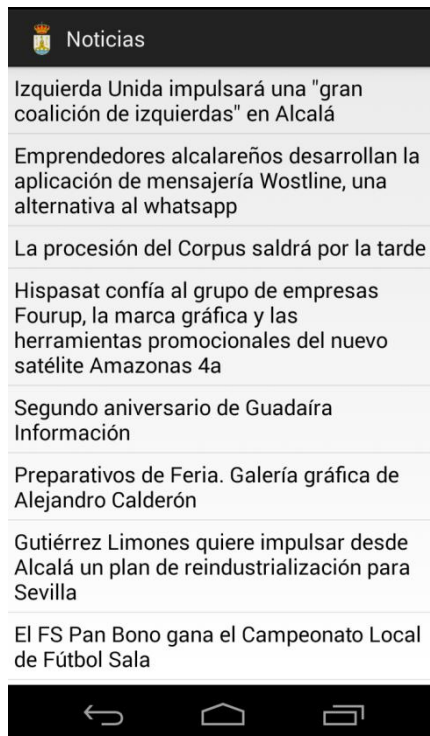 Noticias
Izquierda Unida impulsará una "gran
coalición de izquierdas" en Alcalá
Emprendedores alcalareños desarrollan la
aplicación de mensajería Wostline, una
alternativa al whatsapp
La procesión del Corpus saldrá por la tarde
Hispasat confía al grupo de empresas
Fourup, la marca gráfica y las
herramientas promocionales del nuevo
satélite Amazonas 4a
Segundo aniversario de Guadaíra
Información
Preparativos de Feria. Galería gráfica de
Alejandro Calderón
Gutiérrez Limones quiere impulsar desde
Alcalá un plan de reindustrialización para
Sevilla
El FS Pan Bono gana el Campeonato Local
de Fútbol Sala